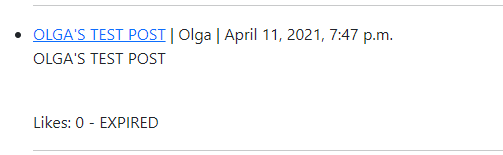 OLGA'S TEST POST | Olga | April 11, 2021, 7:47 p.m.
OLGA'S TEST POST
Likes: 0 - EXPIRED